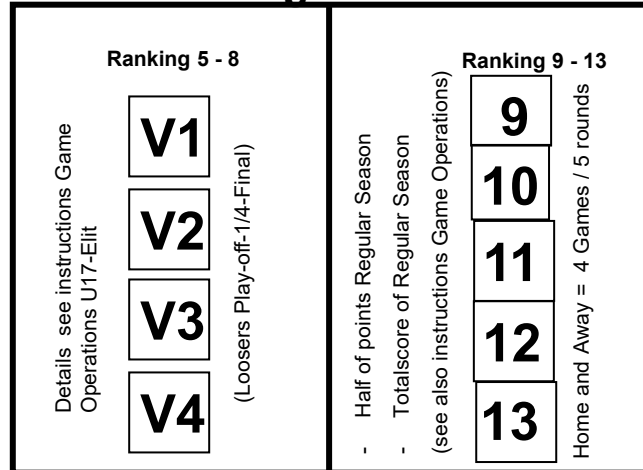 Ranking 5 - 8
Details see instructions Game
Operations U17-Elit
V1
V2
V3
V4
(Loosers Play-off-1/4-Final)
Ranking 9 - 13
- Half of points Regular Season
- Totalscore of Regular Season
(see also instructions Game Operations)
9
10
11
12
13
Home and Away = 4 Games / 5 rounds